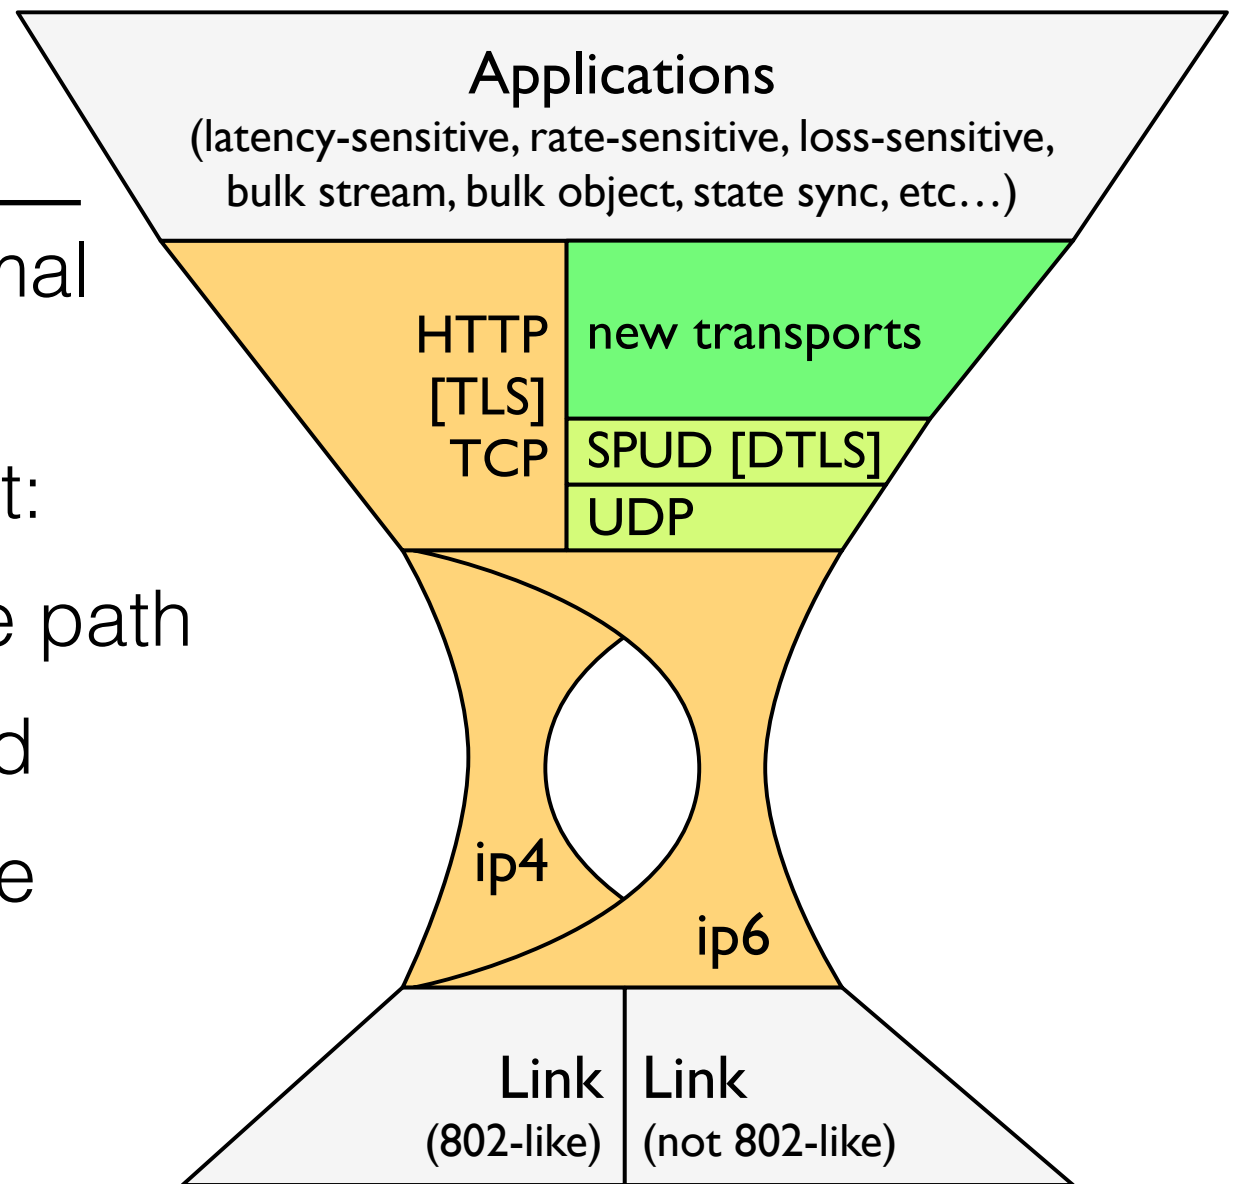 Applications
(latency-sensitive, rate-sensitive, loss-sensitive,
bulk stream, bulk object, state sync, etc…)
nal
HTTP
[TLS]
TCP
new transports
SPUD [DTLS]
UDP
t:
e path
d
e
ip4
ip6
Link
(802-like)
Link
(not 802-like)